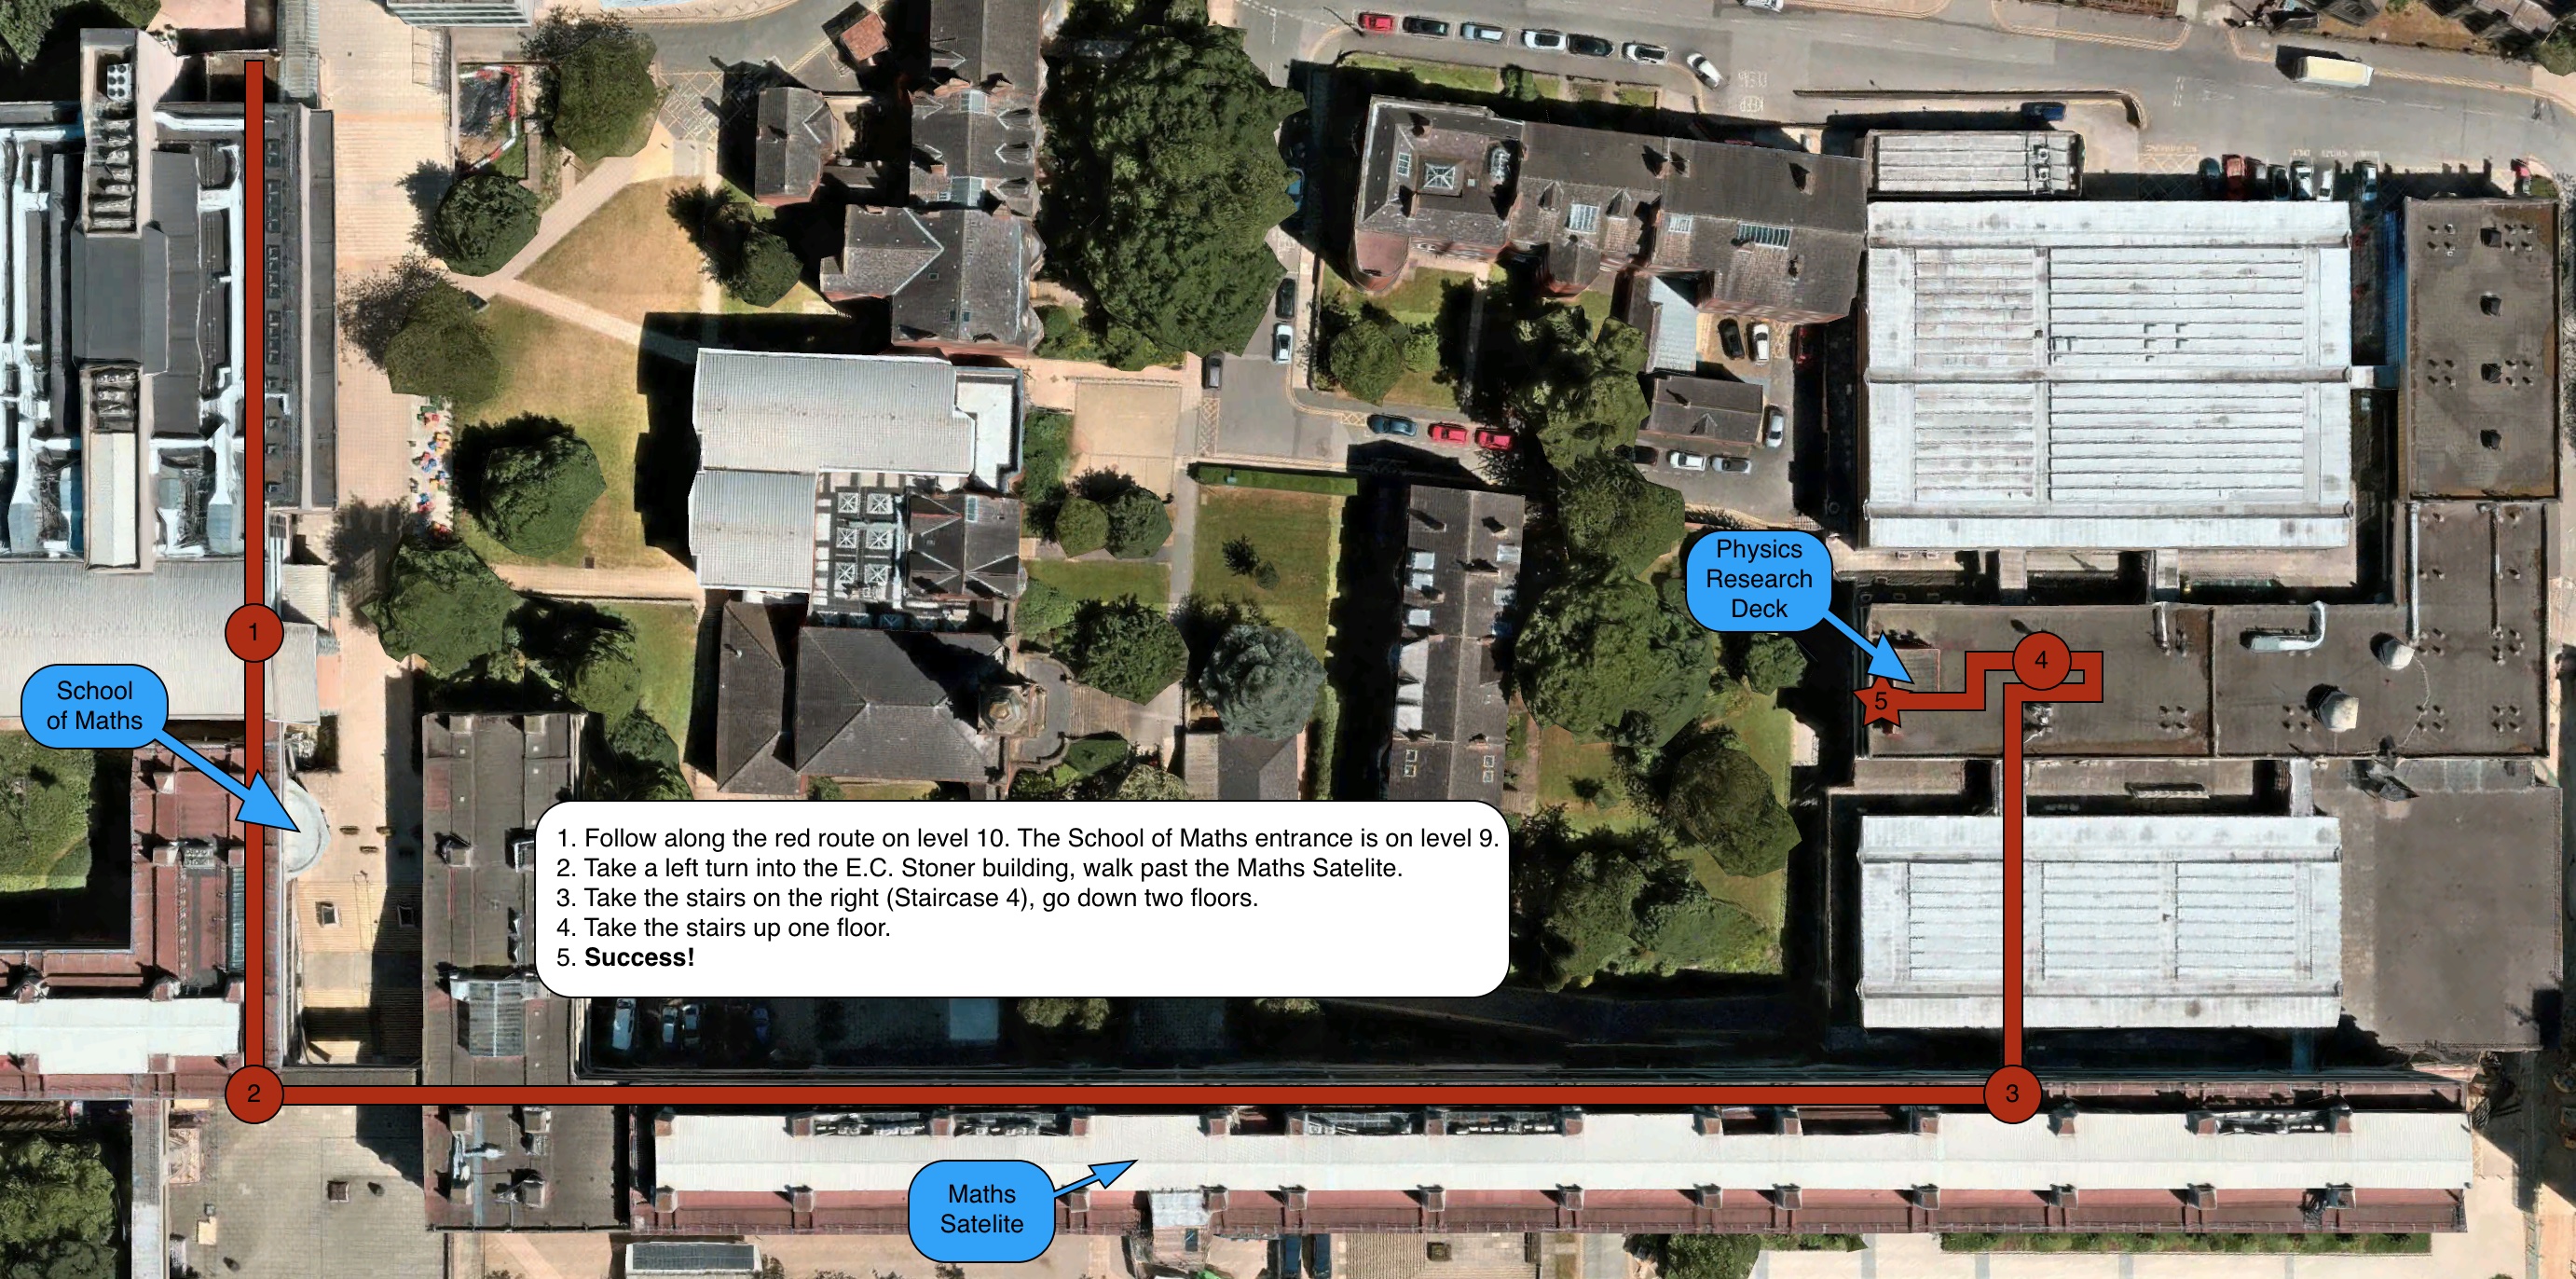 KEEP
CLEAR
1
School
of Maths
Physics
Research
Deck
4
5
1. Follow along the red route on level 10. The School of Maths entrance is on level 9.
2. Take a left turn into the E.C. Stoner building, walk past the Maths Satelite.
3. Take the stairs on the right (Staircase 4), go down two floors.
4. Take the stairs up one floor.
5. Success!
2
3
Maths
Satelite